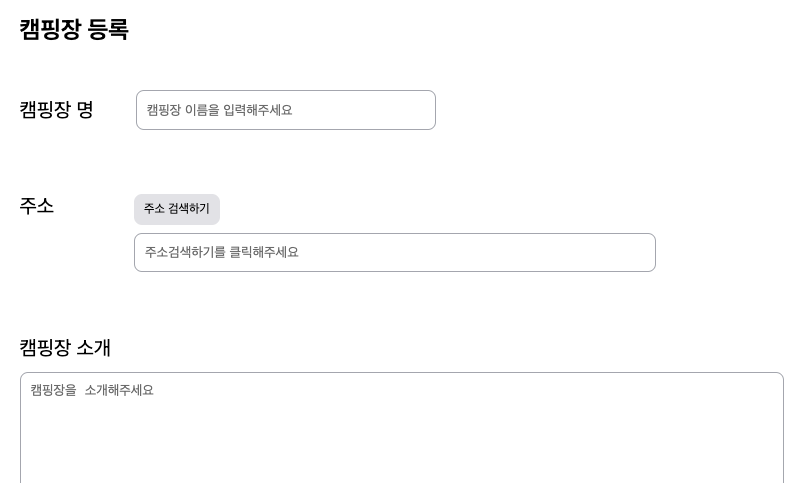 캠핑장 등록
캠핑장 명
캠핑장 이름을 입력해주세요
주소
주소 검색하기
주소검색하기를 클릭해주세요
캠핑장 소개
캠핑장을  소개해주세요